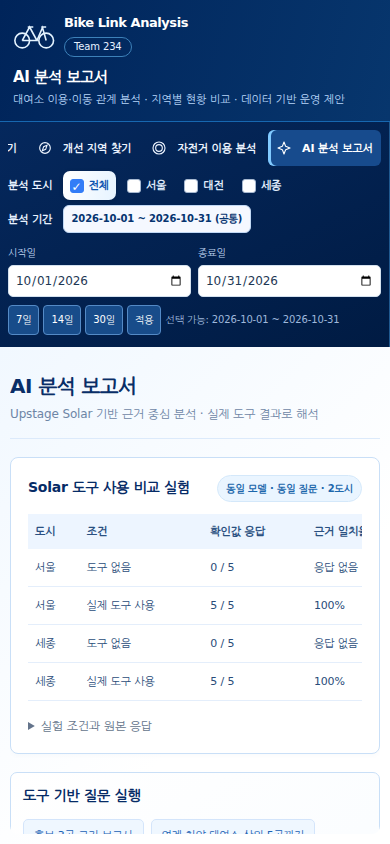 Bike Link Analysis
Team 234
AI 분석 보고서
대여소 이용·이동 관계 분석 · 지역별 현황 비교 · 데이터 기반 운영 제안
기 개선 지역 찾기 자전거 이용 분석 AI 분석 보고서
분석 도시 전체 서울 대전 세종
분석 기간 2026-10-01 ~ 2026-10-31 (공통)
시작일 종료일
10/01/2026 10/31/2026
7일 14일 30일 적용 선택 가능: 2026-10-01 ~ 2026-10-31
AI 분석 보고서
Upstage Solar 기반 근거 중심 분석 · 실제 도구 결과로 해석
Solar 도구 사용 비교 실험 동일 모델 · 동일 질문 · 2도시
도시 조건 확인값 응답 근거 일치율
서울 도구 없음 0 / 5 응답 없음
서울 실제 도구 사용 5 / 5 100%
세종 도구 없음 0 / 5 응답 없음
세종 실제 도구 사용 5 / 5 100%
실험 조건과 원본 응답
도구 기반 질문 실행